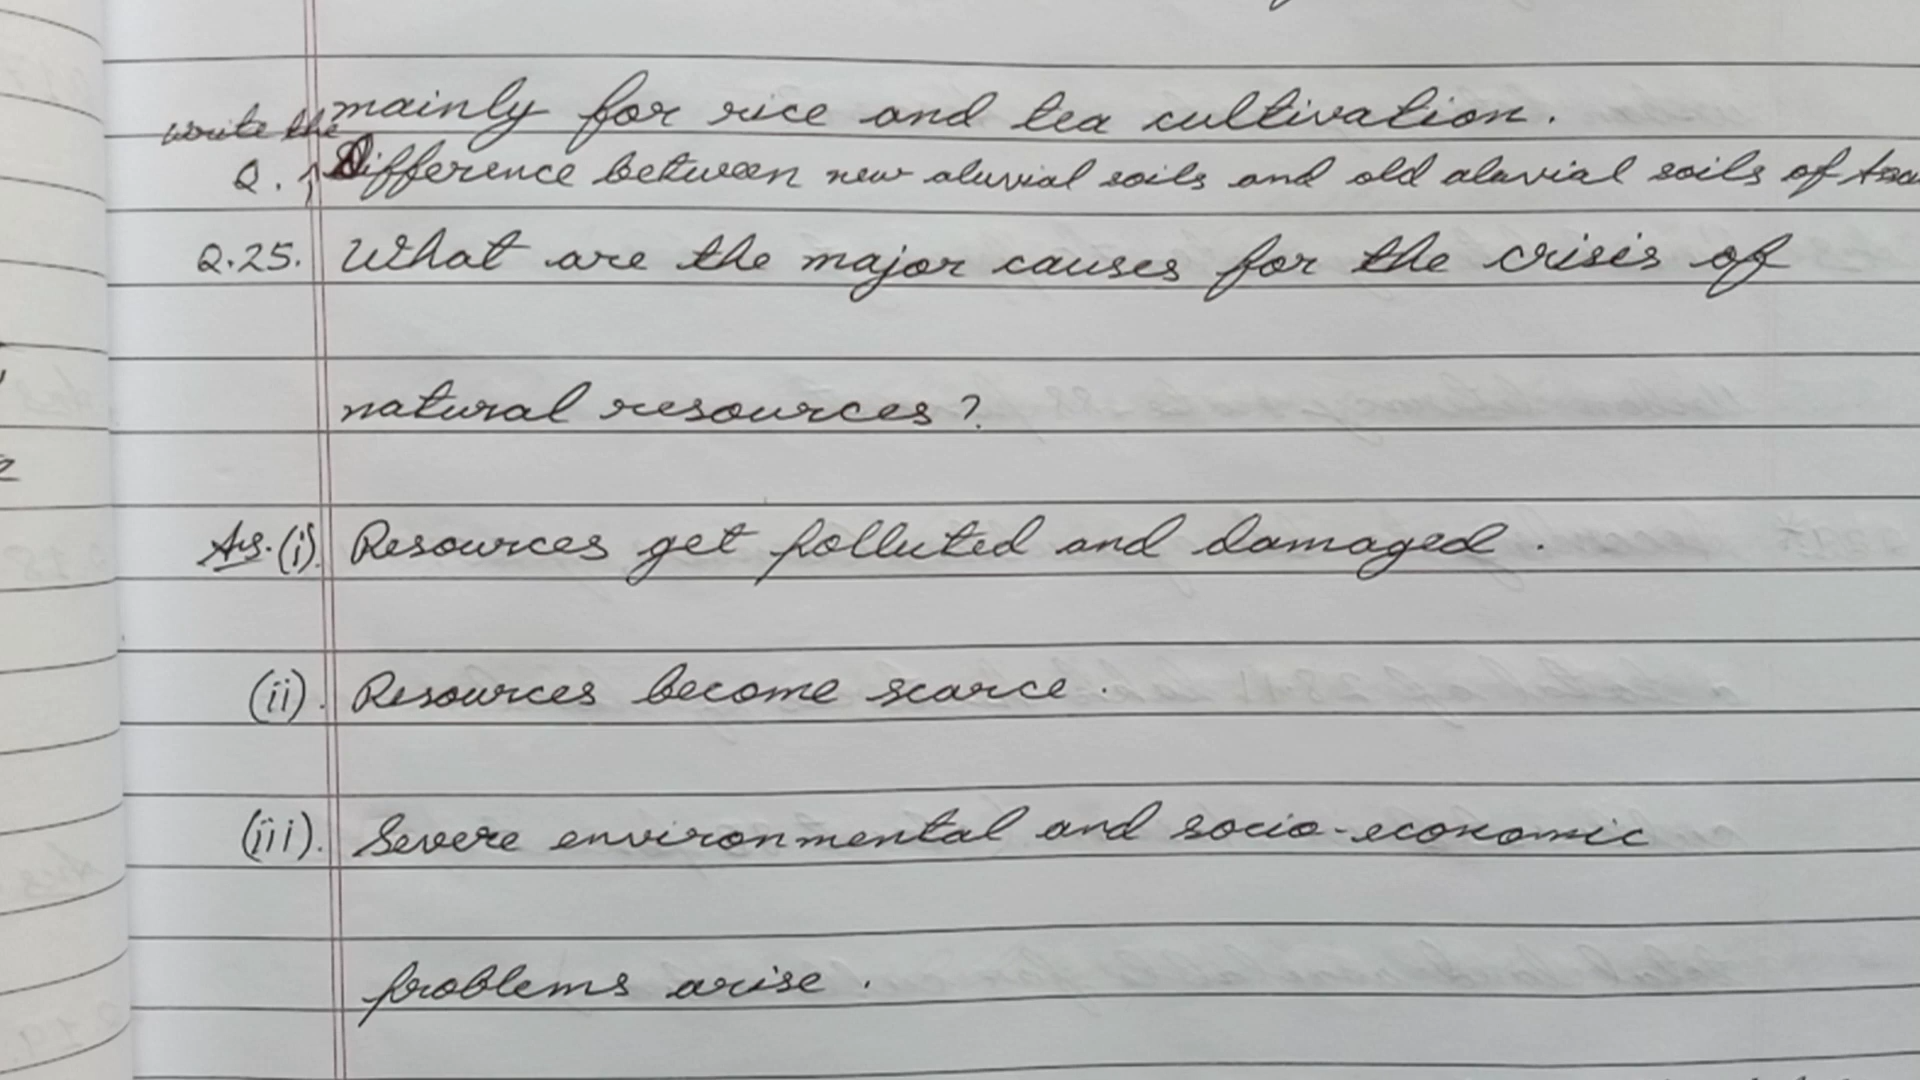 mainly for rice and tea cultivation.
write the
Q. Difference between new aluvial soils and old aluvial soils of
Q.25. What are the major causes for the crisis of
natural resources?
Ans.(i). Resources get polluted and damaged.
(ii). Resources become scarce.
(iii). Severe environmental and socio-economic
problems arise.